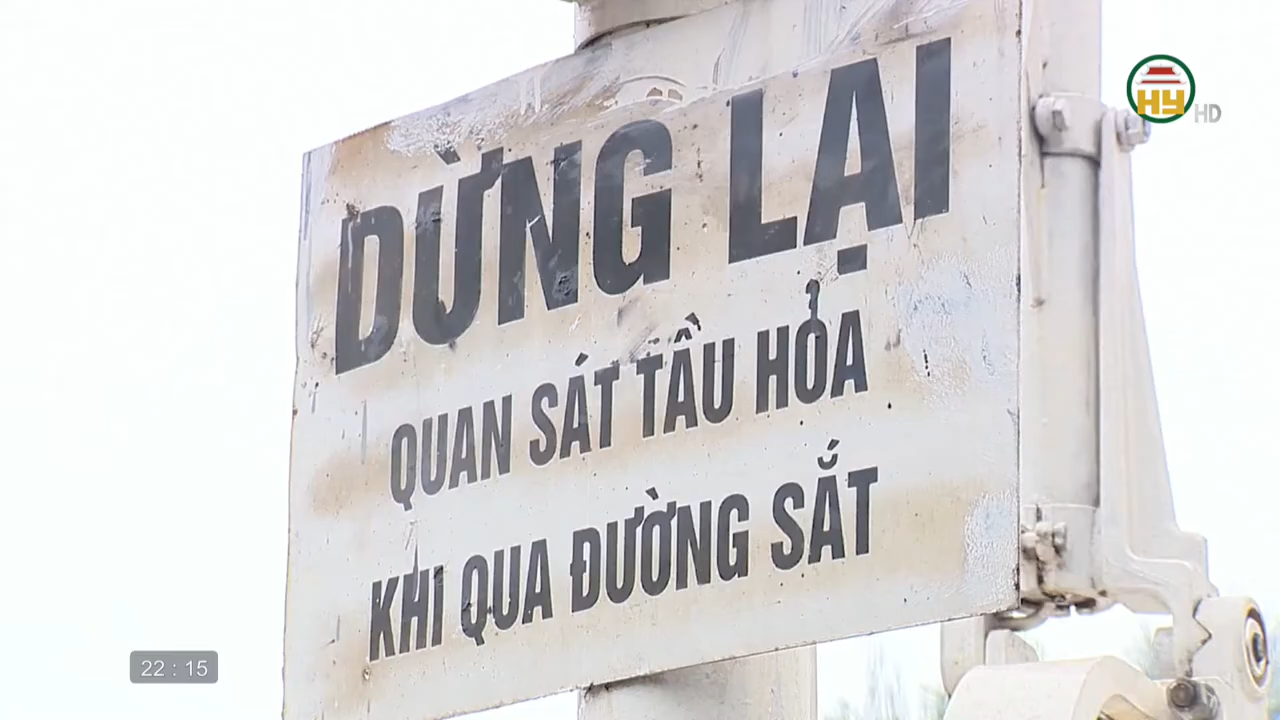 HY HD
DỪNG LẠI
QUAN SÁT TẦU HỎA
KHI QUA ĐƯỜNG SẮT
22 : 15